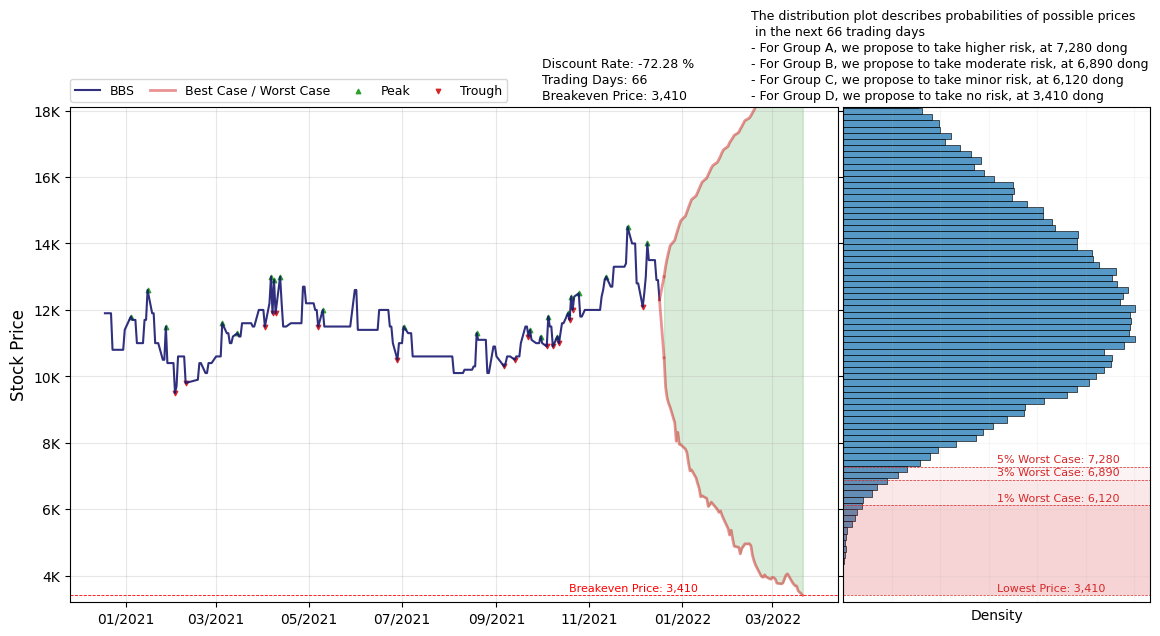 The distribution plot describes probabilities of possible prices
in the next 66 trading days
- For Group A, we propose to take higher risk, at 7,280 dong
- For Group B, we propose to take moderate risk, at 6,890 dong
- For Group C, we propose to take minor risk, at 6,120 dong
- For Group D, we propose to take no risk, at 3,410 dong
Discount Rate: -72.28 %
Trading Days: 66
Breakeven Price: 3,410
BBS
Best Case / Worst Case
Peak
Trough
Stock Price
18K
16K
14K
12K
10K
8K
6K
4K
Breakeven Price: 3,410
01/2021
03/2021
05/2021
07/2021
09/2021
11/2021
01/2022
03/2022
5% Worst Case: 7,280
3% Worst Case: 6,890
1% Worst Case: 6,120
Lowest Price: 3,410
Density